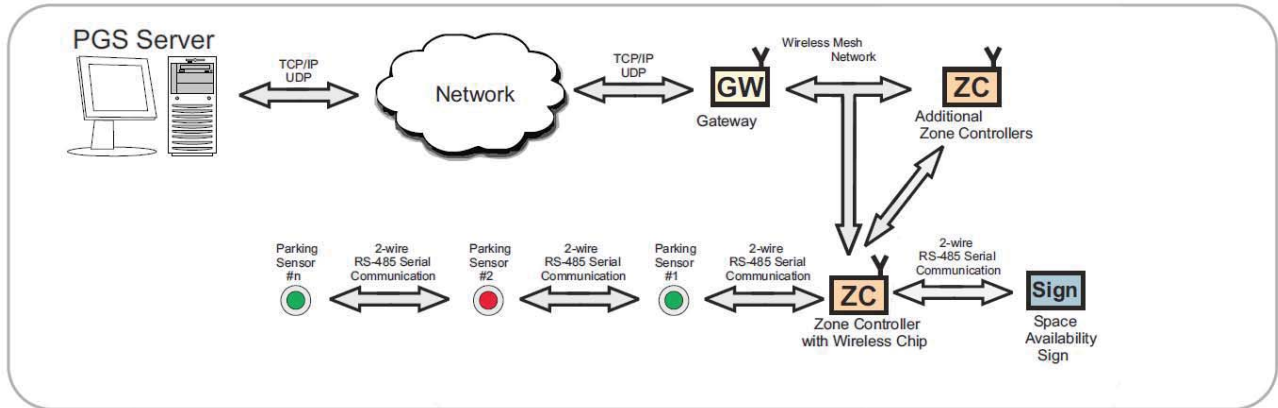 PGS Server
TCP/IP
UDP
Network
TCP/IP
UDP
GW
Gateway
Wireless Mesh
Network
ZC
Additional
Zone Controllers
Parking
Sensor
#n
2-wire
RS-485 Serial
Communication
Parking
Sensor
#2
2-wire
RS-485 Serial
Communication
Parking
Sensor
#1
2-wire
RS-485 Serial
Communication
ZC
Zone Controller
with Wireless Chip
2-wire
RS-485 Serial
Communication
Sign
Space
Availability
Sign